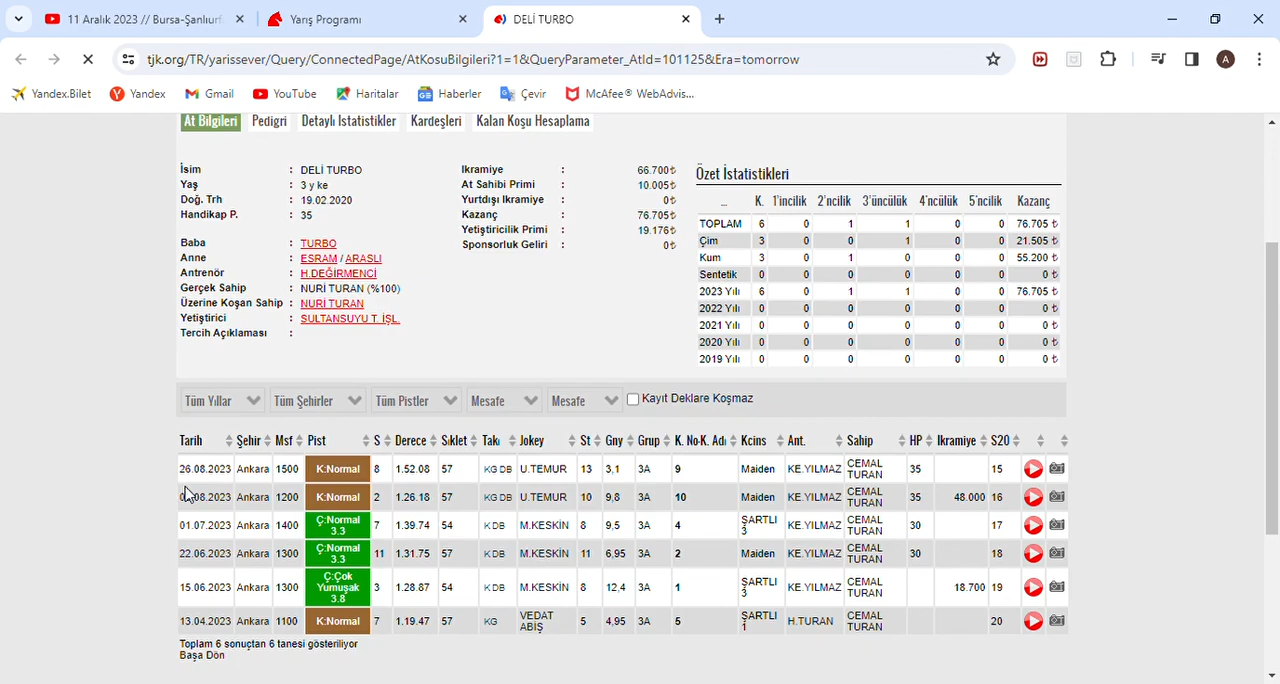 11 Aralık 2023 // Bursa-Şanlıurf
Yarış Programı
DELİ TURBO
tjk.org/TR/yarissever/Query/ConnectedPage/AtKosuBilgileri?1=1&QueryParameter_AtId=101125&Era=tomorrow
A
Yandex.Bilet Yandex Gmail YouTube Haritalar Haberler Çevir McAfee® WebAdvis...
At Bilgileri Pedigri Detaylı İstatistikler Kardeşleri Kalan Koşu Hesaplama
İsim : DELİ TURBO
Yaş : 3 y ke
Doğ. Trh : 19.02.2020
Handikap P. : 35
Baba : TURBO
Anne : ESRAM / ARASLI
Antrenör : H.DEĞİRMENCİ
Gerçek Sahip : NURİ TURAN (%100)
Üzerine Koşan Sahip : NURİ TURAN
Yetiştirici : SULTANSUYU T. İŞL.
Tercih Açıklaması :
Ikramiye : 66.700₺
At Sahibi Primi : 10.005₺
Yurtdışı Ikramiye : 0₺
Kazanç : 76.705₺
Yetiştiricilik Primi : 19.176₺
Sponsorluk Geliri : 0₺
Özet İstatistikleri
... K. 1'incilik 2'ncilik 3'üncülük 4'ncülük 5'ncilik Kazanç
TOPLAM 6 0 1 1 0 0 76.705 ₺
Çim 3 0 0 1 0 0 21.505 ₺
Kum 3 0 1 0 0 0 55.200 ₺
Sentetik 0 0 0 0 0 0 0 ₺
2023 Yılı 6 0 1 1 0 0 76.705 ₺
2022 Yılı 0 0 0 0 0 0 0 ₺
2021 Yılı 0 0 0 0 0 0 0 ₺
2020 Yılı 0 0 0 0 0 0 0 ₺
2019 Yılı 0 0 0 0 0 0 0 ₺
Tüm Yıllar Tüm Şehirler Tüm Pistler Mesafe Mesafe Kayıt Deklare Koşmaz
Tarih Şehir Msf Pist S Derece Sıklet Takı Jokey St Gny Grup K. No-K. Adı Kcins Ant. Sahip HP Ikramiye S20
26.08.2023 Ankara 1500 K:Normal 8 1.52.08 57 KG DB U.TEMUR 13 3,1 3A 9 Maiden KE.YILMAZ CEMAL TURAN 35 15
.08.2023 Ankara 1200 K:Normal 2 1.26.18 57 KG DB U.TEMUR 10 9,8 3A 10 Maiden KE.YILMAZ CEMAL TURAN 35 48.000 16
01.07.2023 Ankara 1400 Ç:Normal 3.3 7 1.39.74 54 K DB M.KESKİN 8 9,5 3A 4 ŞARTLI 3 KE.YILMAZ CEMAL TURAN 30 17
22.06.2023 Ankara 1300 Ç:Normal 3.3 11 1.31.75 57 K DB M.KESKİN 11 6,95 3A 2 Maiden KE.YILMAZ CEMAL TURAN 30 18
15.06.2023 Ankara 1300 Ç:Çok Yumuşak 3.8 3 1.28.87 54 K DB M.KESKİN 8 12,4 3A 1 ŞARTLI 3 KE.YILMAZ CEMAL TURAN 18.700 19
13.04.2023 Ankara 1100 K:Normal 7 1.19.47 57 KG VEDAT ABİŞ 5 4,95 3A 5 ŞARTLI 1 H.TURAN CEMAL TURAN 20
Toplam 6 sonuçtan 6 tanesi gösteriliyor
Başa Dön